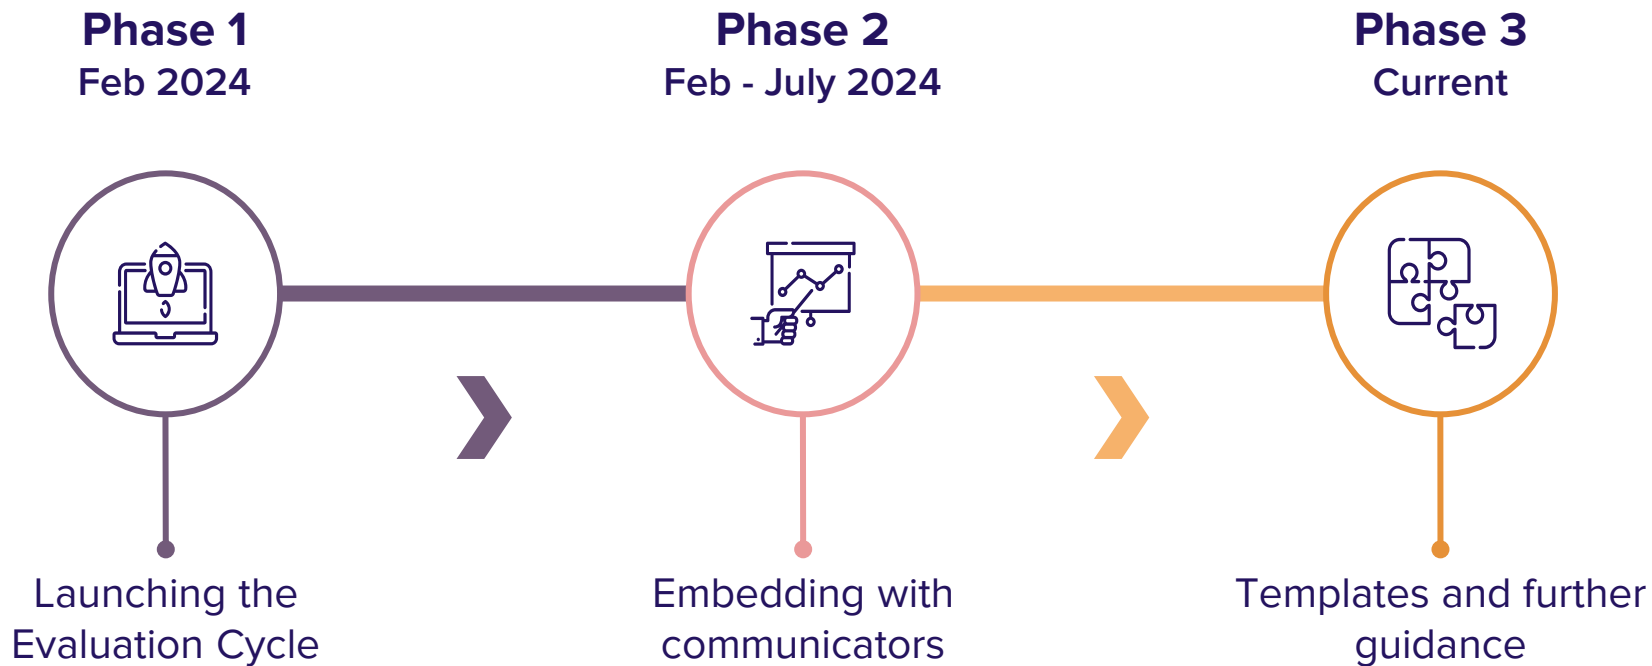 Phase 1
Feb 2024
Phase 2
Feb - July 2024
Phase 3
Current
Launching the
Evaluation Cycle
Embedding with
communicators
Templates and further
guidance